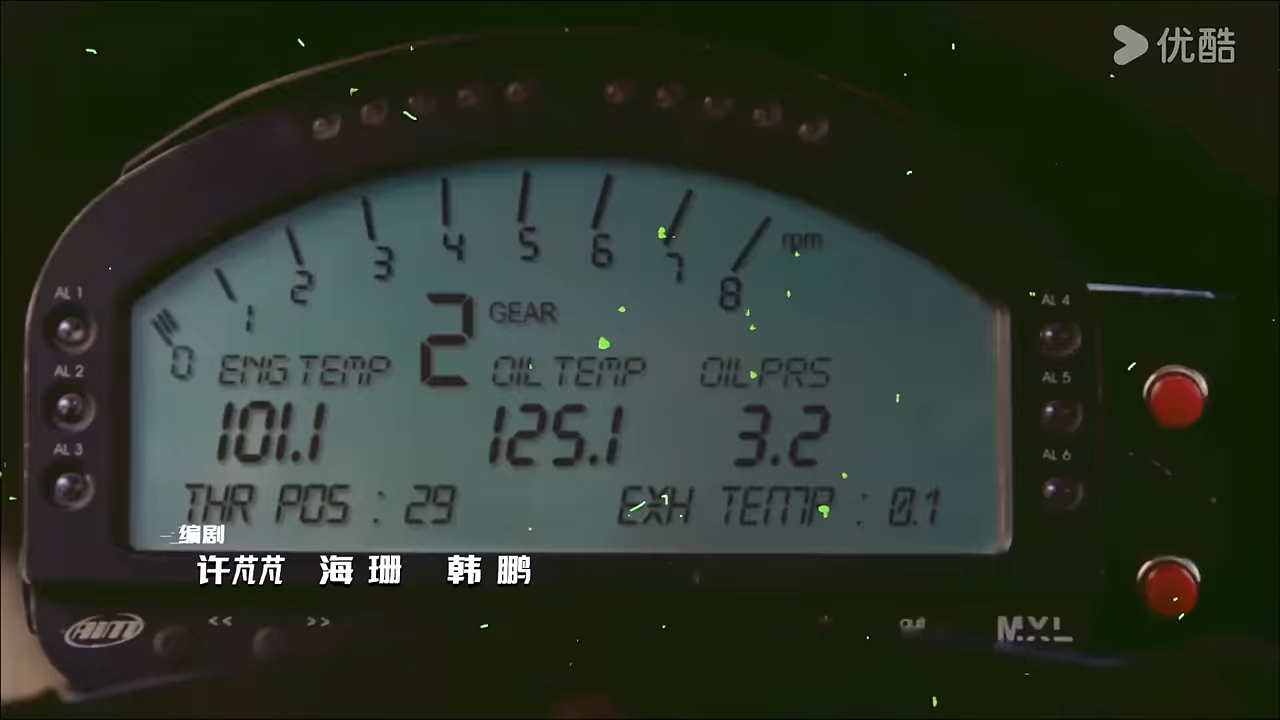 优酷
rpm
0 1 2 3 4 5 6 7 8
AL 1
AL 2
AL 3
AL 4
AL 5
AL 6
2 GEAR
ENG TEMP OIL TEMP OIL PRS
101.1 125.1 3.2
THR POS : 29 EXH TEMP : 0.1
编剧
许芃芃 海珊 韩鹏
AiM << >> MXL